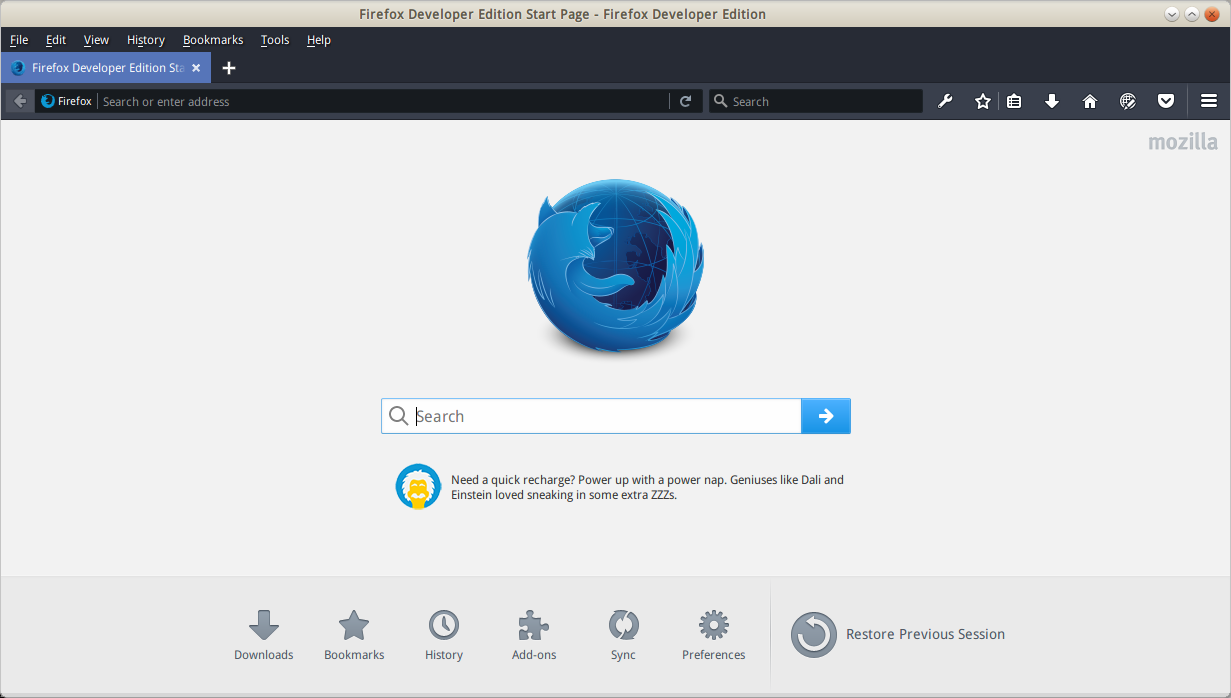 Firefox Developer Edition Start Page - Firefox Developer Edition
File Edit View History Bookmarks Tools Help
Firefox Developer Edition Sta
Firefox Search or enter address Search
mozilla
Search
Need a quick recharge? Power up with a power nap. Geniuses like Dali and
Einstein loved sneaking in some extra ZZZs.
Downloads Bookmarks History Add-ons Sync Preferences Restore Previous Session